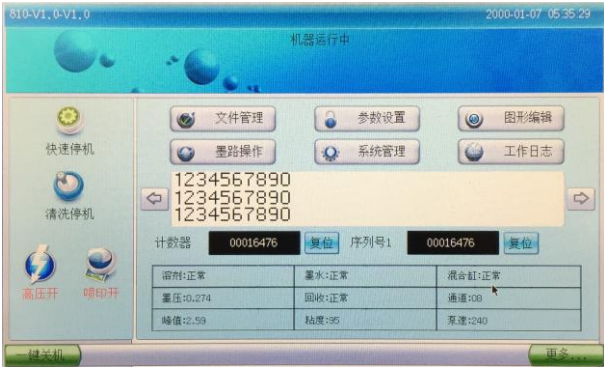 810-V1.0-V1.0 2000-01-07 05:35:29
机器运行中
文件管理 参数设置 图形编辑
快速停机
墨路操作 系统管理 工作日志
1234567890
1234567890
1234567890
清洗停机
计数器 00016476 复位 序列号1 00016476 复位
溶剂:正常 墨水:正常 混合缸:正常
高压开 喷印开
墨压:0.274 回收:正常 通道:08
峰值:2.59 粘度:95 泵速:240
一键关机 更多...